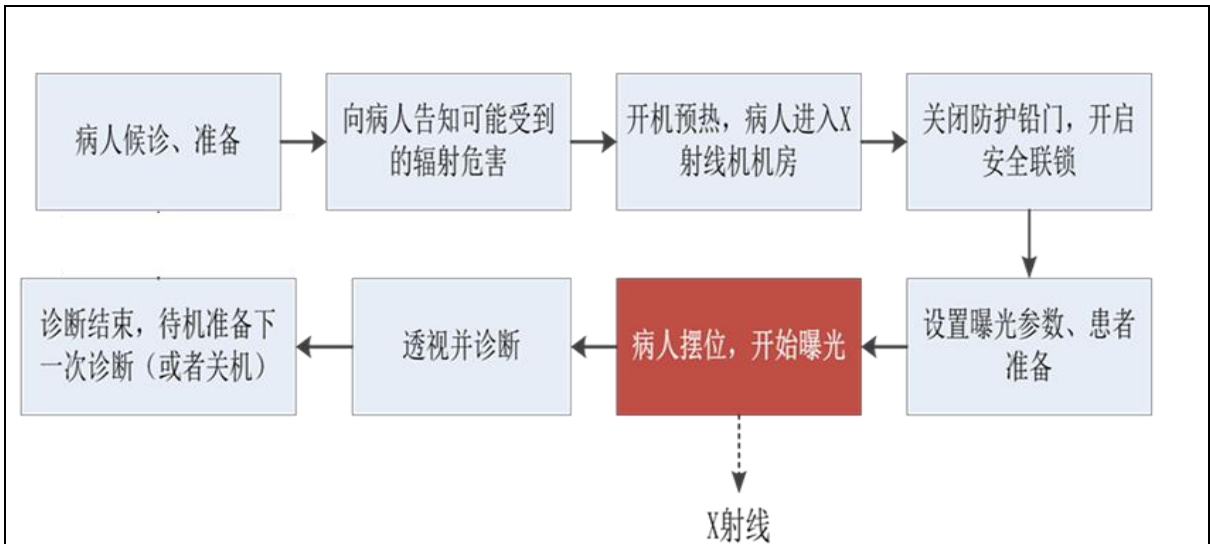 病人候诊、准备
向病人告知可能受到
的辐射危害
开机预热，病人进入X
射线机机房
关闭防护铅门，开启
安全联锁
设置曝光参数、患者
准备
病人摆位，开始曝光
透视并诊断
诊断结束，待机准备下
一次诊断（或者关机）
X射线